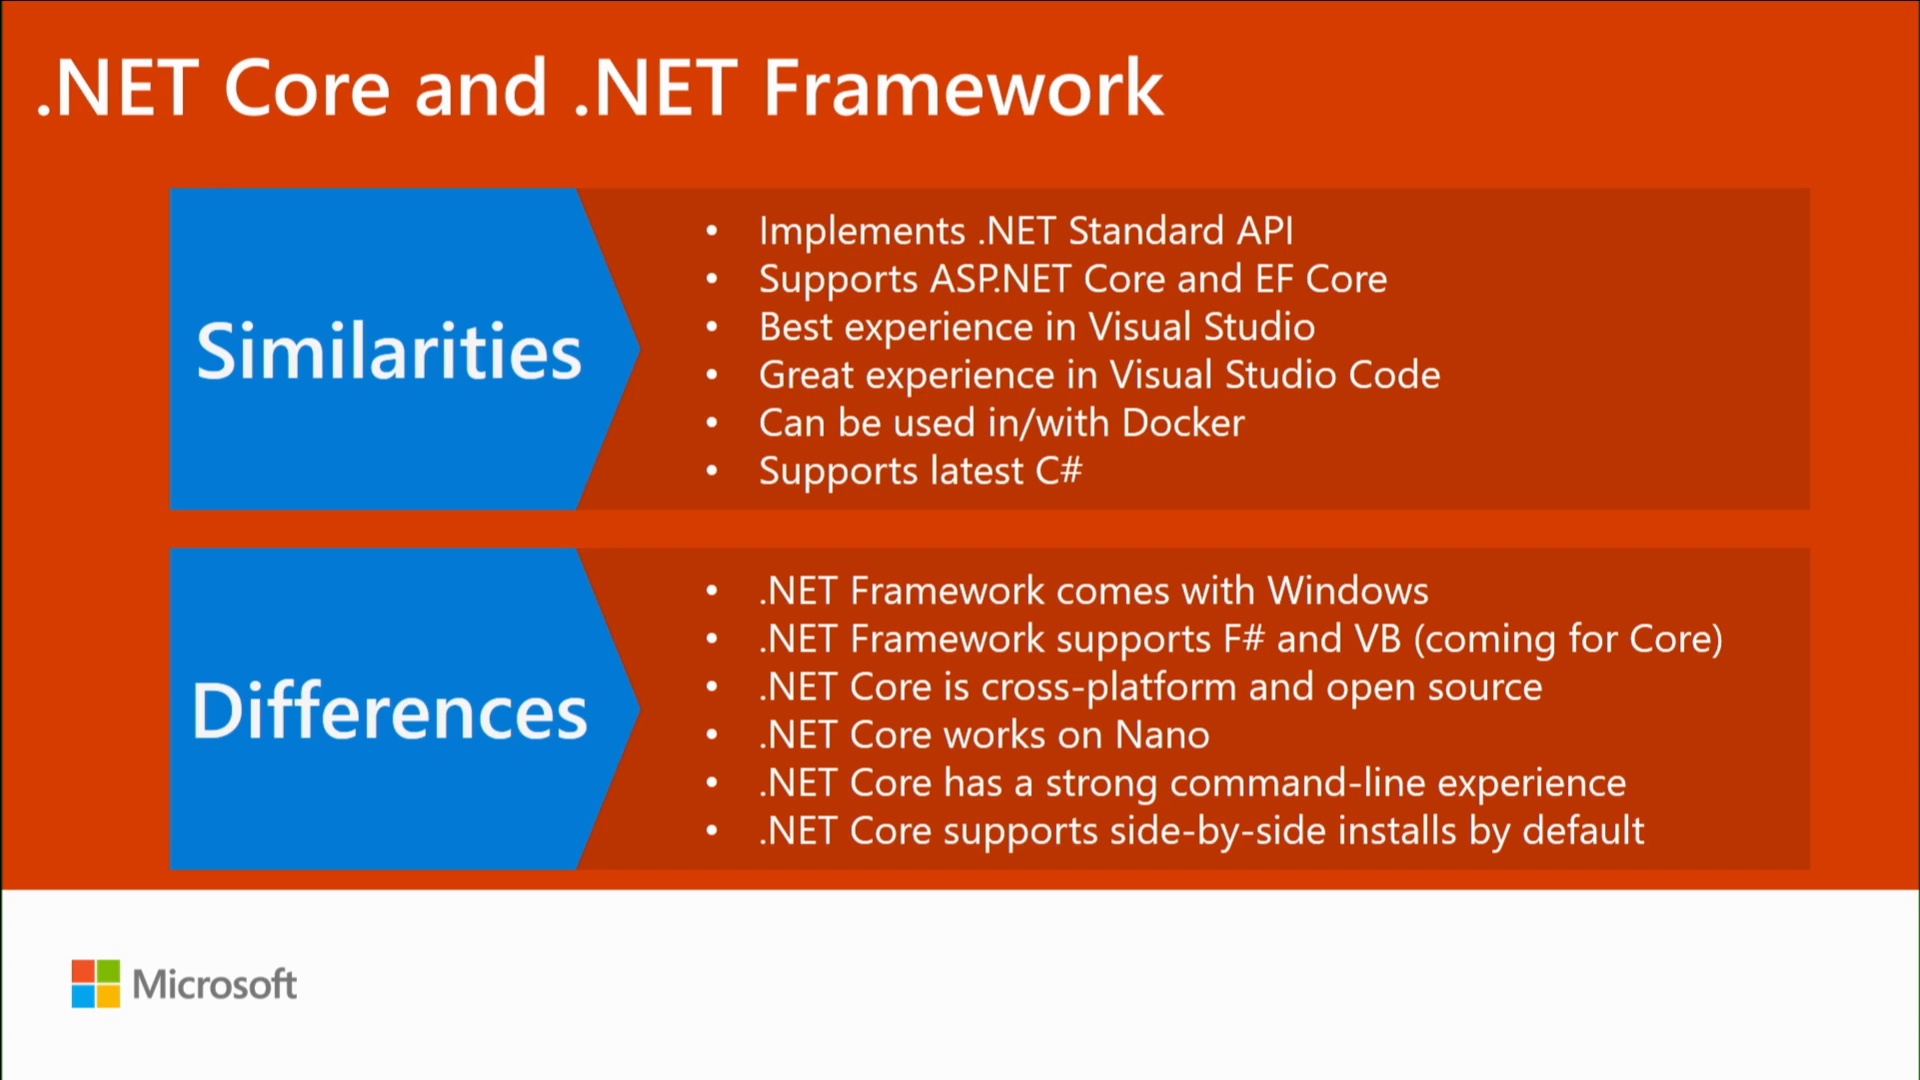 .NET Core and .NET Framework
Similarities
• Implements .NET Standard API
• Supports ASP.NET Core and EF Core
• Best experience in Visual Studio
• Great experience in Visual Studio Code
• Can be used in/with Docker
• Supports latest C#
Differences
• .NET Framework comes with Windows
• .NET Framework supports F# and VB (coming for Core)
• .NET Core is cross-platform and open source
• .NET Core works on Nano
• .NET Core has a strong command-line experience
• .NET Core supports side-by-side installs by default
Microsoft